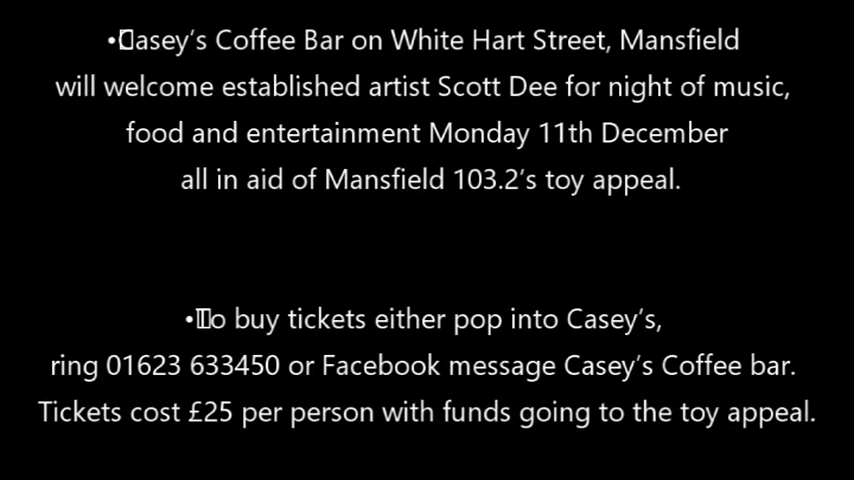 •Casey's Coffee Bar on White Hart Street, Mansfield
will welcome established artist Scott Dee for night of music,
food and entertainment Monday 11th December
all in aid of Mansfield 103.2's toy appeal.
•To buy tickets either pop into Casey's,
ring 01623 633450 or Facebook message Casey's Coffee bar.
Tickets cost £25 per person with funds going to the toy appeal.